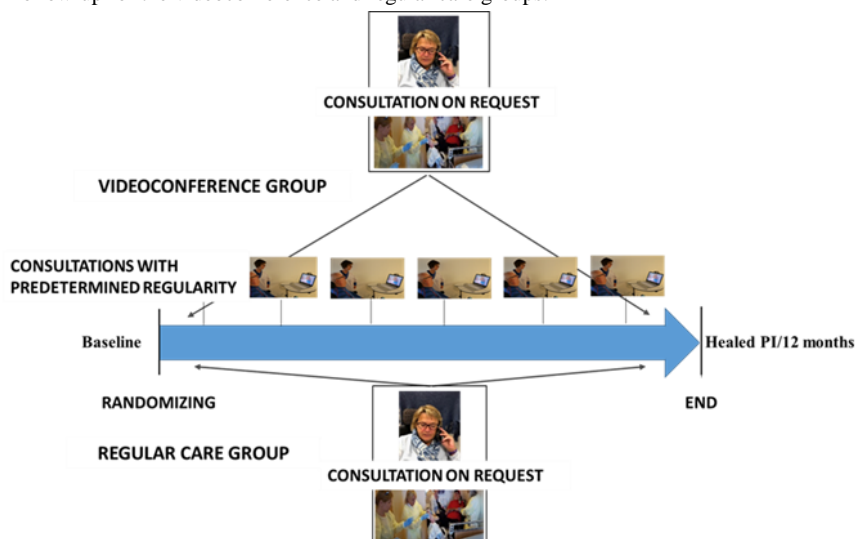 CONSULTATION ON REQUEST
VIDEOCONFERENCE GROUP
CONSULTATIONS WITH
PREDETERMINED REGULARITY
Baseline
Healed PI/12 months
RANDOMIZING
END
REGULAR CARE GROUP
CONSULTATION ON REQUEST